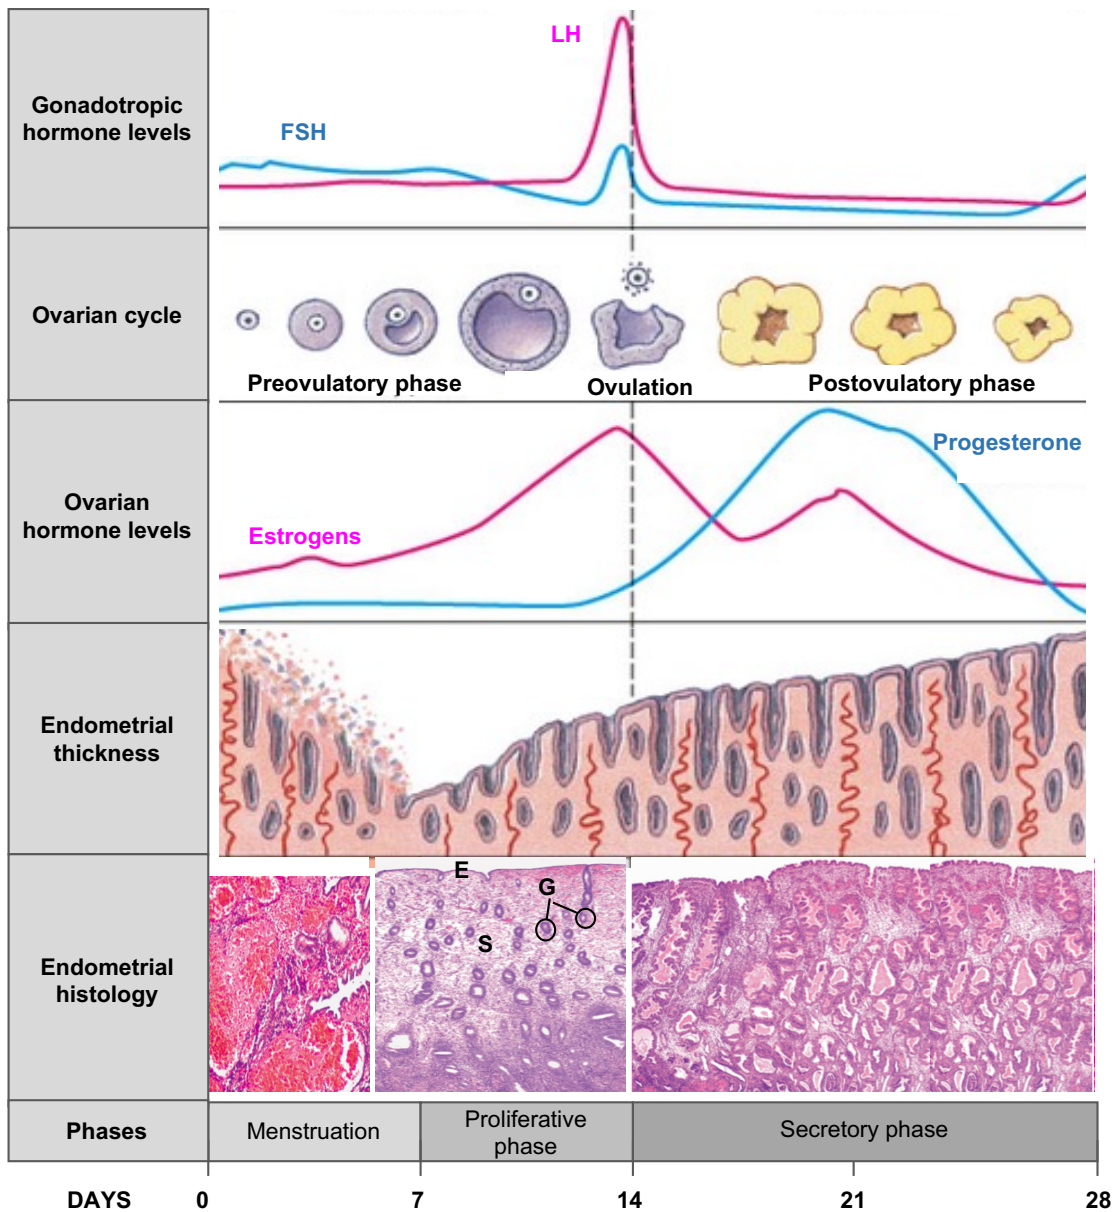 Gonadotropic
hormone levels
LH
FSH
Ovarian cycle
Preovulatory phase
Ovulation
Postovulatory phase
Ovarian
hormone levels
Estrogens
Progesterone
Endometrial
thickness
Endometrial
histology
E
G
S
Phases
Menstruation
Proliferative
phase
Secretory phase
DAYS 0 7 14 21 28